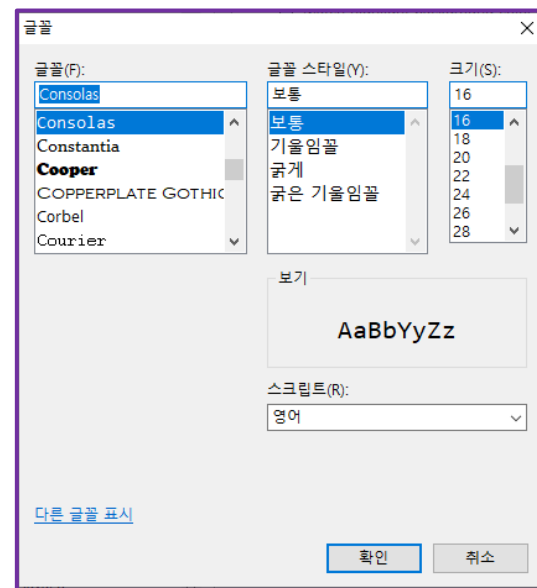 글꼴
글꼴(F):
Consolas
Consolas
Constantia
Cooper
COPPERPLATE GOTHIC
Corbel
Courier
글꼴 스타일(Y):
보통
보통
기울임꼴
굵게
굵은 기울임꼴
크기(S):
16
16
18
20
22
24
26
28
보기
AaBbYyZz
스크립트(R):
영어
다른 글꼴 표시
확인
취소